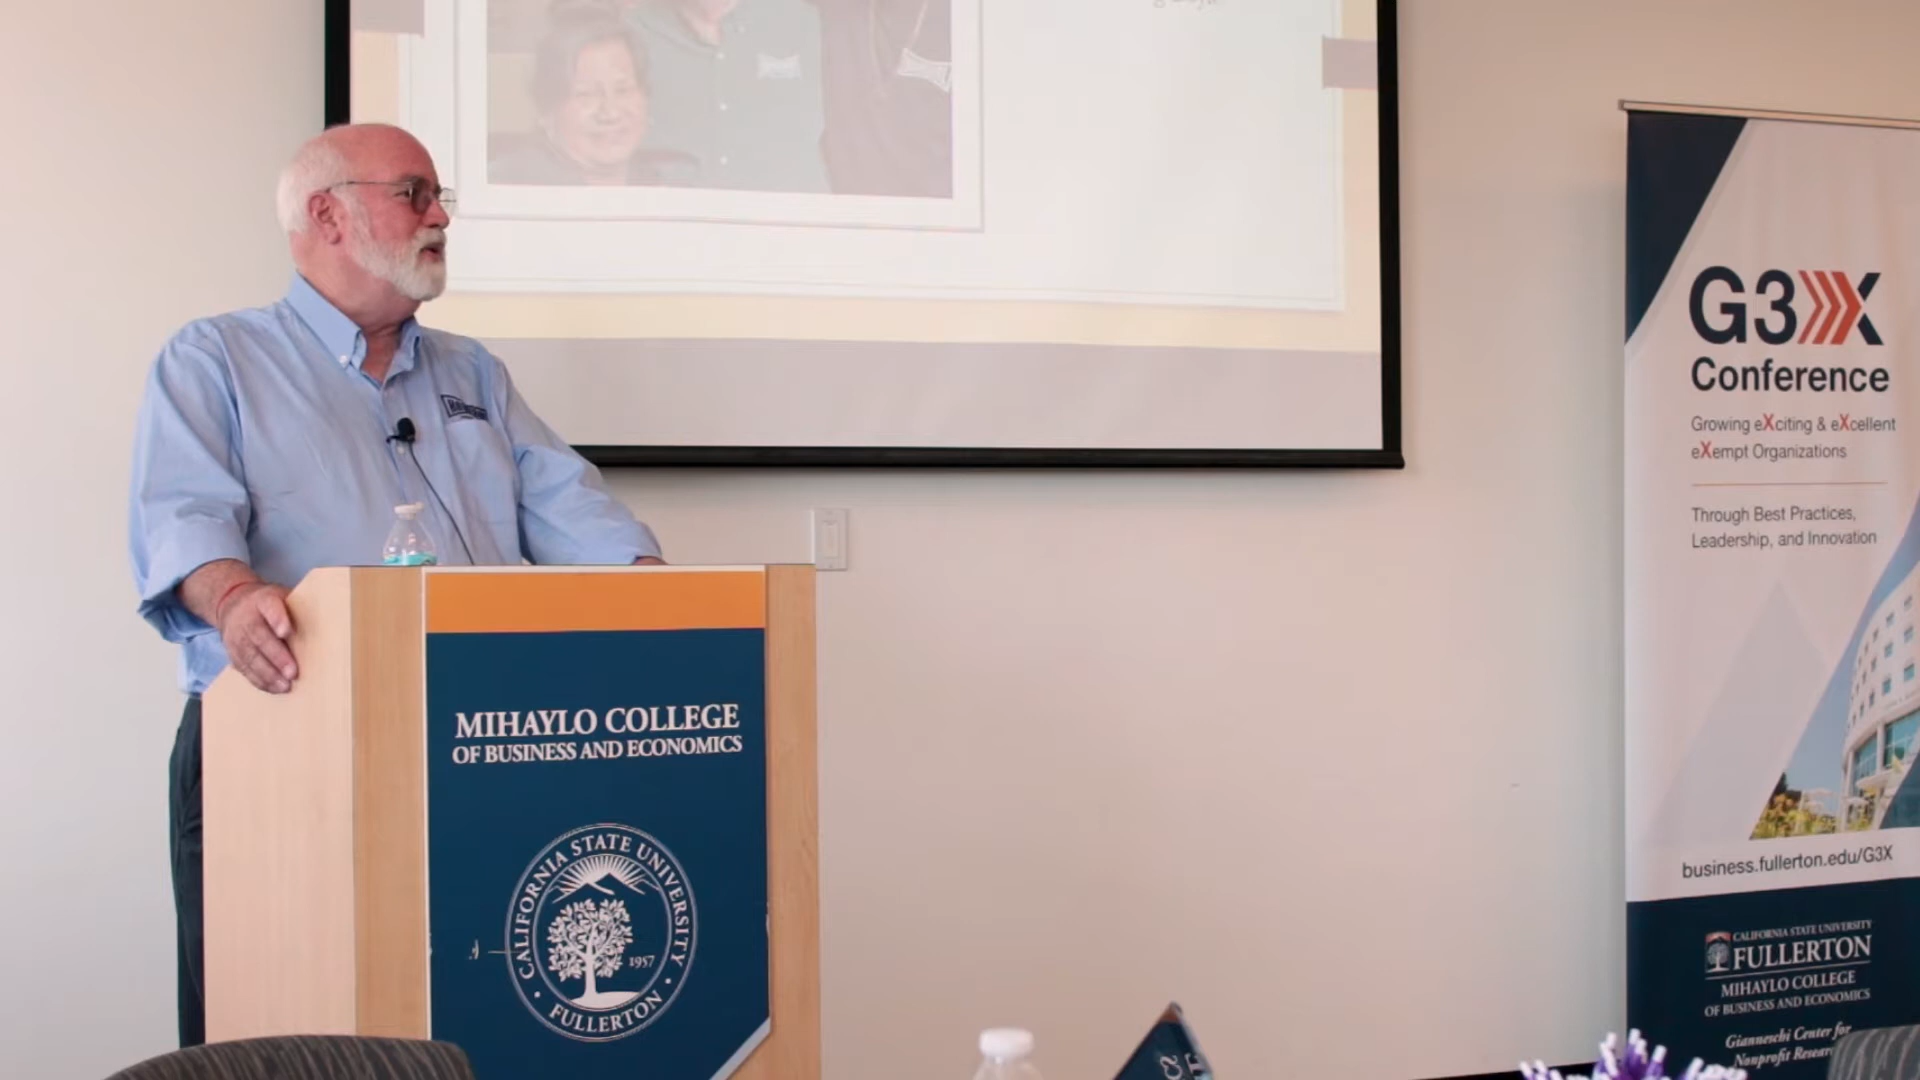 G3X
Conference
Growing eXciting & eXcellent
eXempt Organizations
Through Best Practices,
Leadership, and Innovation
business.fullerton.edu/G3X
CALIFORNIA STATE UNIVERSITY
FULLERTON
MIHAYLO COLLEGE
OF BUSINESS AND ECONOMICS
Gianneschi Center for
Nonprofit
MIHAYLO COLLEGE
OF BUSINESS AND ECONOMICS
CALIFORNIA STATE UNIVERSITY
1957
FULLERTON